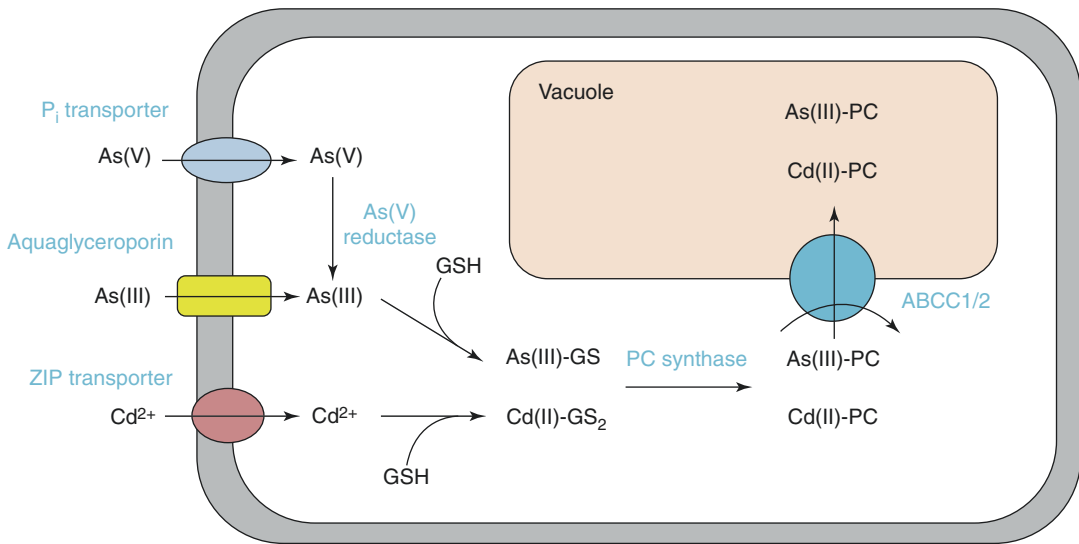 Vacuole
As(III)-PC
Cd(II)-PC
P_i transporter
As(V)
As(V)
As(V)
reductase
Aquaglyceroporin
GSH
As(III)
As(III)
ABCC1/2
As(III)-GS
PC synthase
As(III)-PC
ZIP transporter
Cd²⁺
Cd²⁺
Cd(II)-GS₂
Cd(II)-PC
GSH